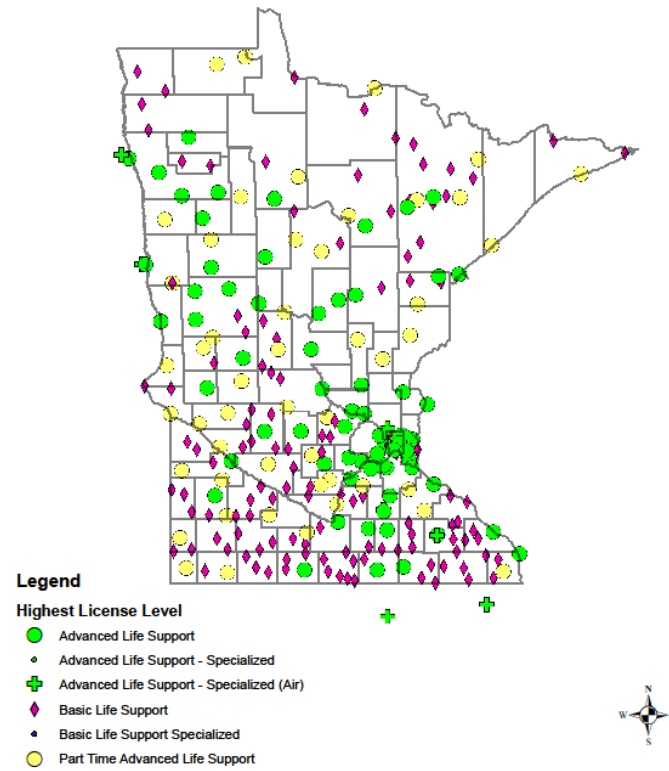 Legend
Highest License Level
Advanced Life Support
Advanced Life Support - Specialized
Advanced Life Support - Specialized (Air)
Basic Life Support
Basic Life Support Specialized
Part Time Advanced Life Support
N
W E
S